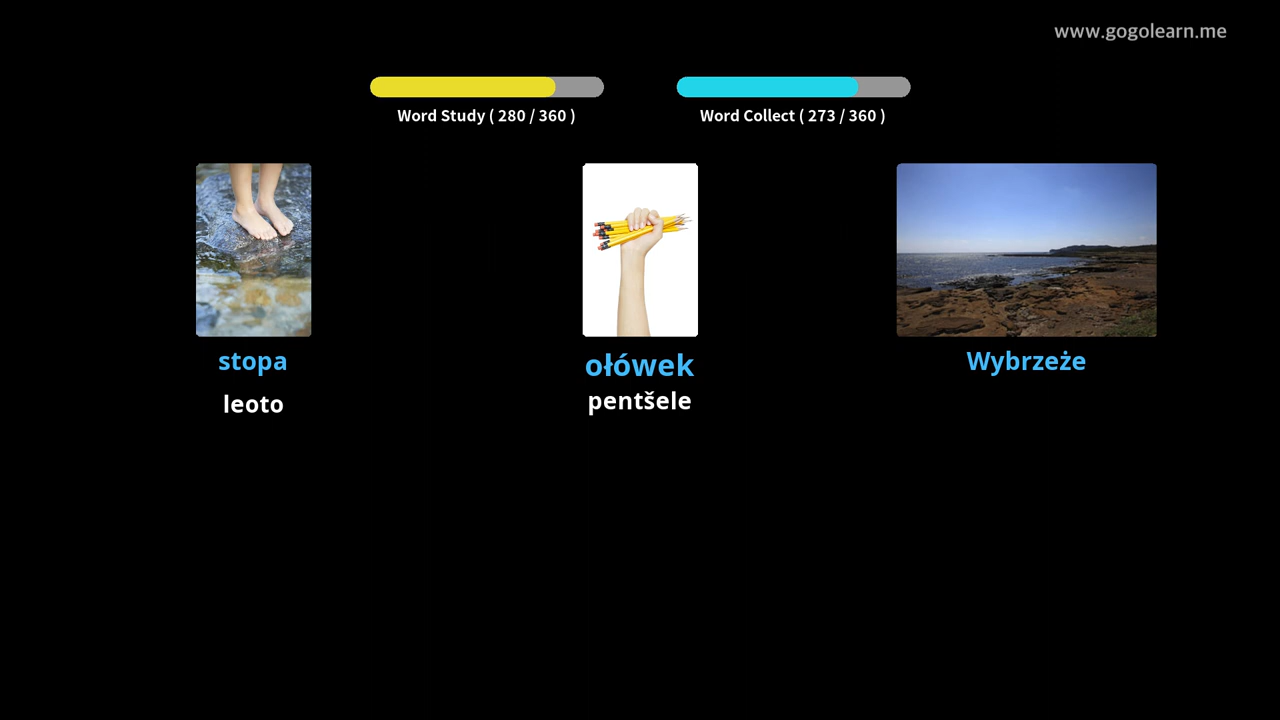 www.gogolearn.me
Word Study ( 280 / 360 )
Word Collect ( 273 / 360 )
stopa
leoto
ołówek
pentšele
Wybrzeże